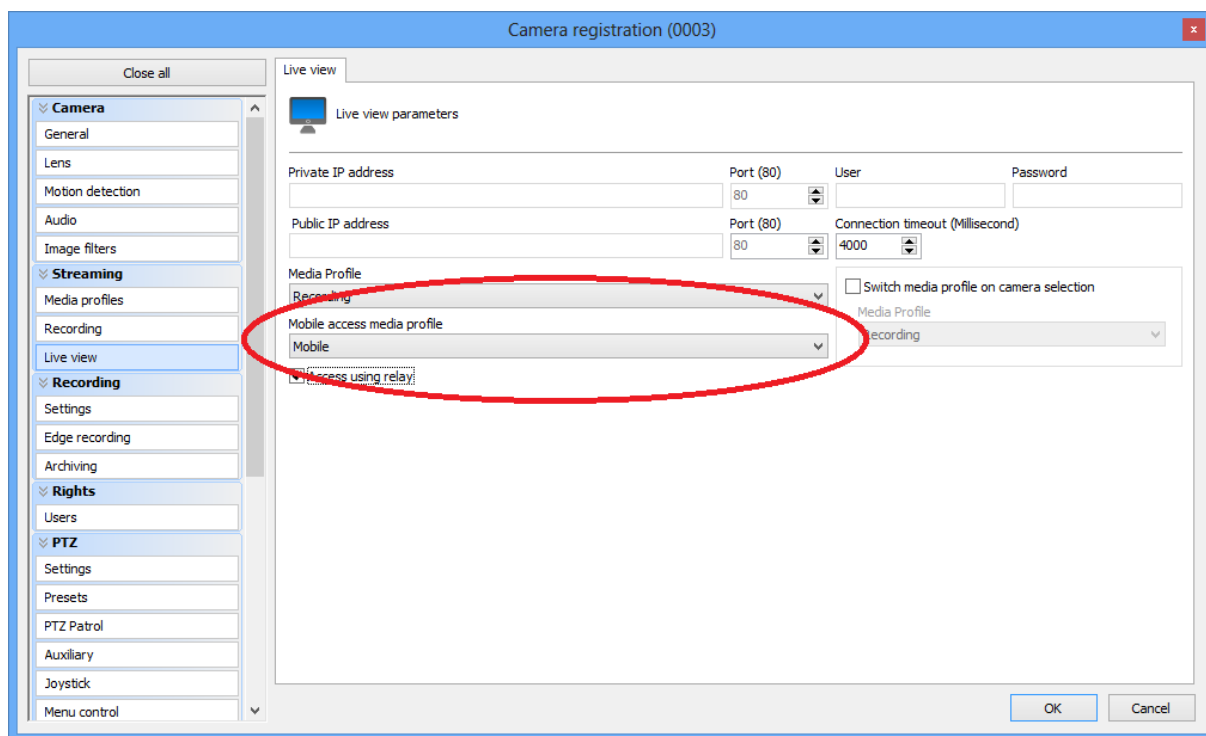 Camera registration (0003)
x
Close all
Camera
General
Lens
Motion detection
Audio
Image filters
Streaming
Media profiles
Recording
Live view
Recording
Settings
Edge recording
Archiving
Rights
Users
PTZ
Settings
Presets
PTZ Patrol
Auxiliary
Joystick
Menu control
Live view
Live view parameters
Private IP address Port (80) User Password
80
Public IP address Port (80) Connection timeout (Millisecond)
80 4000
Media Profile
Recording
Switch media profile on camera selection
Media Profile
Recording
Mobile access media profile
Mobile
Access using relay
OK Cancel